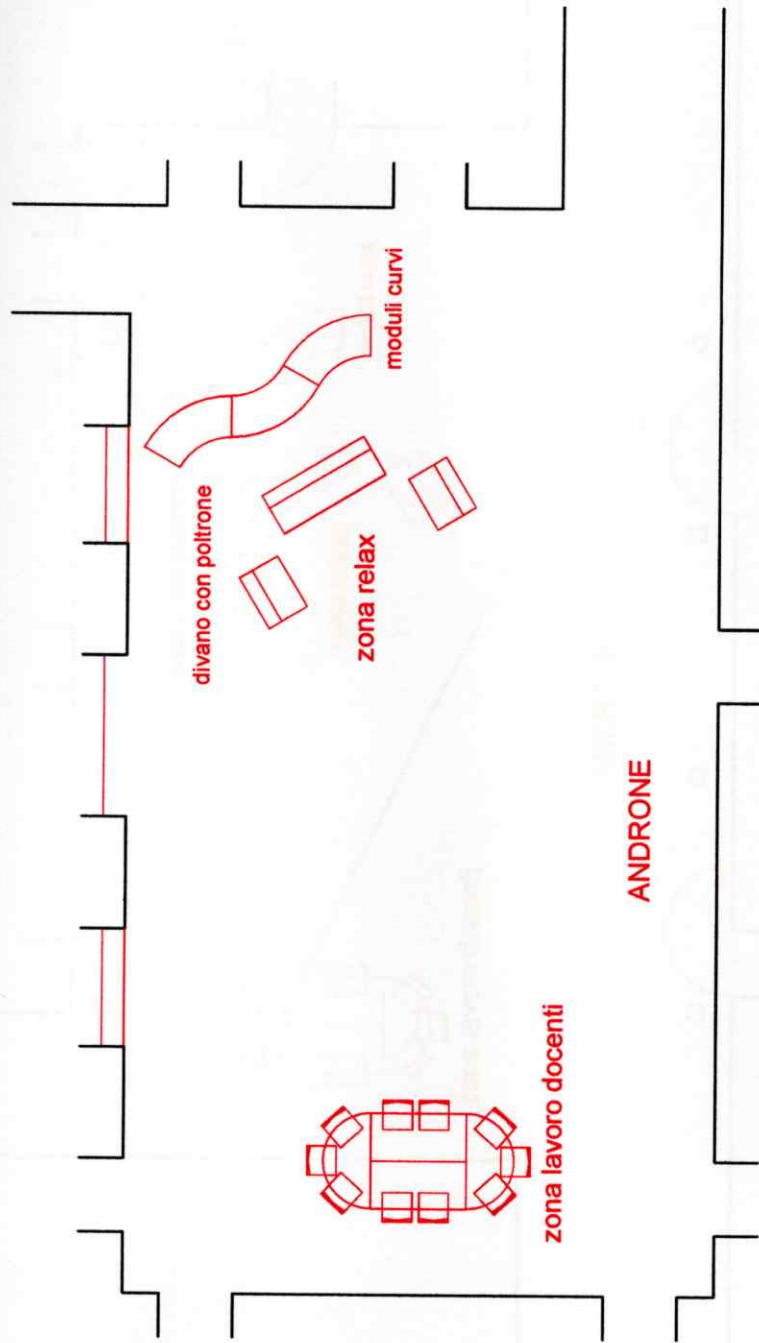 moduli curvi
divano con poltrone
zona relax
ANDRONE
zona lavoro docenti